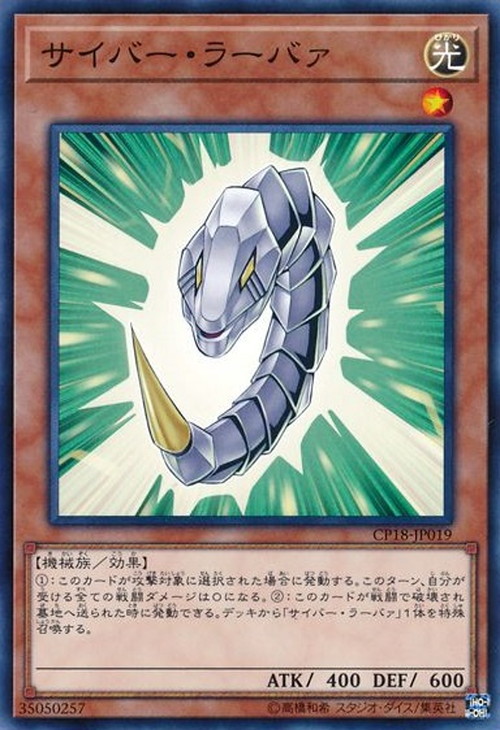 サイバー・ラーバァ
光
CP18-JP019
【機械族／効果】
①:このカードが攻撃対象に選択された場合に発動する。このターン、自分が
受ける全ての戦闘ダメージは0になる。②:このカードが戦闘で破壊され
墓地へ送られた時に発動できる。デッキから「サイバー・ラーバァ」1体を特殊
召喚する。
ATK/ 400 DEF/ 600
35050257
©高橋和希 スタジオ・ダイス/集英社